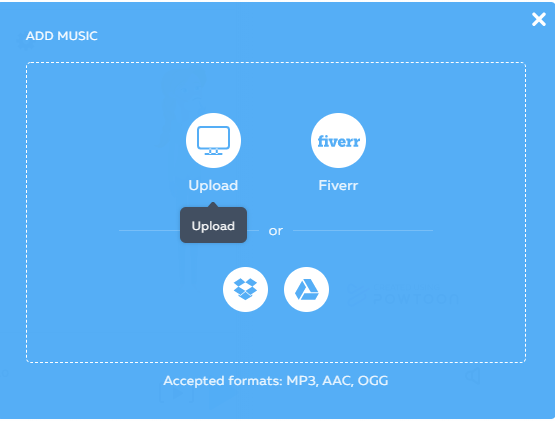 ADD MUSIC
fiverr
Upload
Fiverr
Upload
or
Accepted formats: MP3, AAC, OGG